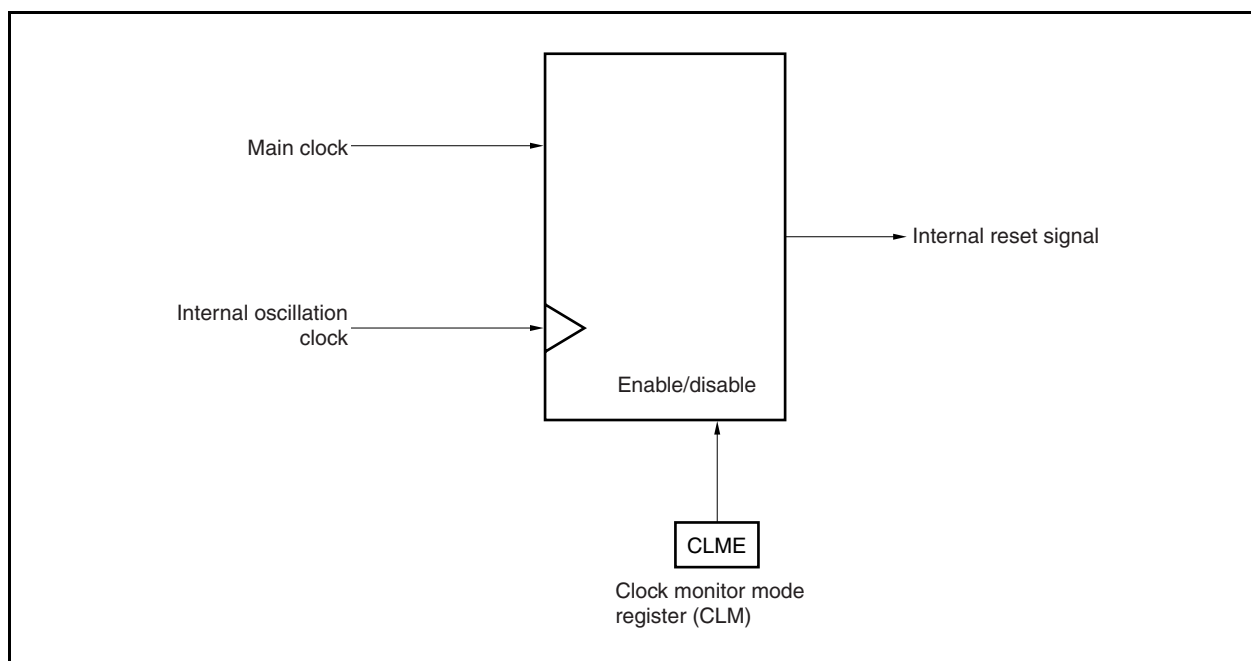 Main clock
Internal reset signal
Internal oscillation
clock
Enable/disable
CLME
Clock monitor mode
register (CLM)